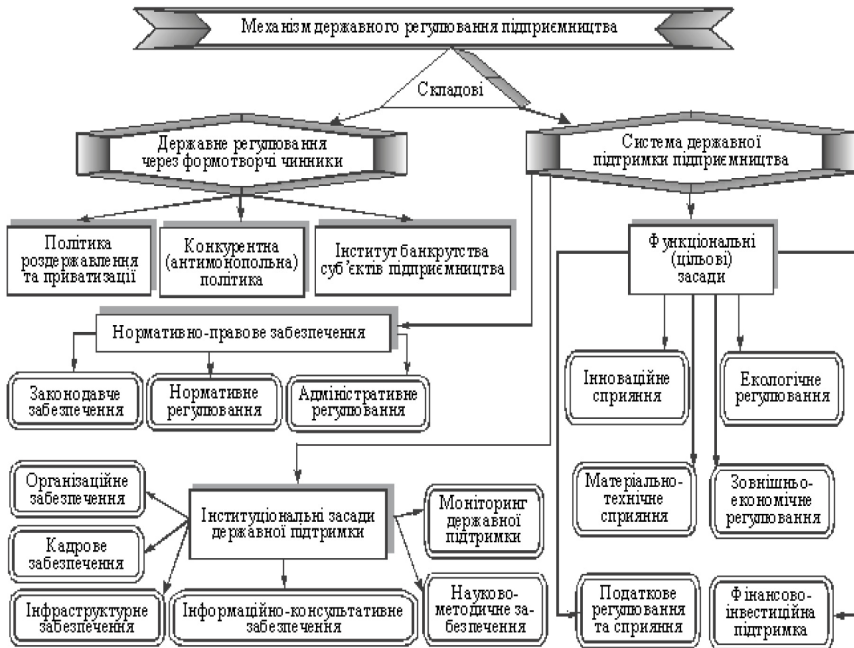 Механізм державного регулювання підприємництва
Складові
Державне регулювання
через формотворчі чинники
Система державної
підтримки підприємництва
Політика
роздержавлення
та приватизації
Конкурентна
(антимонопольна)
політика
Інститут банкрутства
суб’єктів підприємництва
Функціональні
(цільові)
засади
Нормативно-правове забезпечення
Законодавче
забезпечення
Нормативне
регулювання
Адміністративне
регулювання
Інноваційне
сприяння
Екологічне
регулювання
Організаційне
забезпечення
Кадрове
забезпечення
Інституціональні засади
державної підтримки
Моніторинг
державної
підтримки
Матеріально-
технічне
сприяння
Зовнішньо-
економічне
регулювання
Інфраструктурне
забезпечення
Інформаційно-консультативне
забезпечення
Науково-
методичне за-
безпечення
Податкове
регулювання
та сприяння
Фінансово-
інвестиційна
підтримка